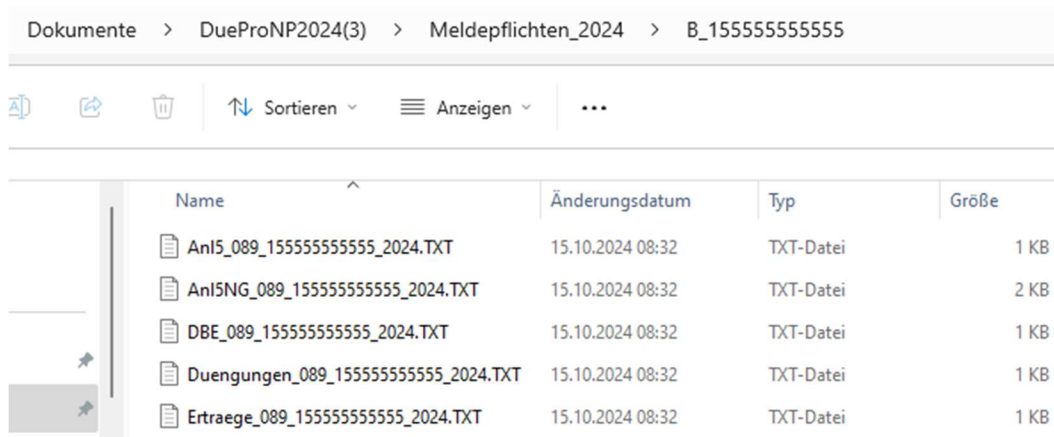 Dokumente > DueProNP2024(3) > Meldepflichten_2024 > B_155555555555
Sortieren Anzeigen ...
Name Änderungsdatum Typ Größe
Anl5_089_155555555555_2024.TXT 15.10.2024 08:32 TXT-Datei 1 KB
Anl5NG_089_155555555555_2024.TXT 15.10.2024 08:32 TXT-Datei 2 KB
DBE_089_155555555555_2024.TXT 15.10.2024 08:32 TXT-Datei 1 KB
Duengungen_089_155555555555_2024.TXT 15.10.2024 08:32 TXT-Datei 1 KB
Ertraege_089_155555555555_2024.TXT 15.10.2024 08:32 TXT-Datei 1 KB